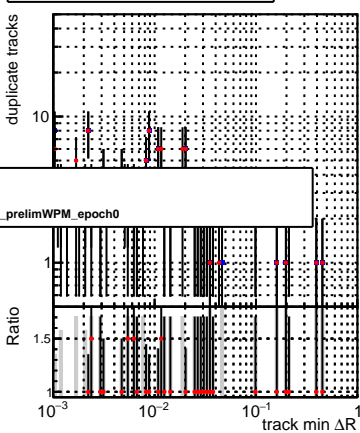 duplicate tracks
10
_prelimWPM_epoch0
1
Ratio
1.5
1
10⁻³ 10⁻² 10⁻¹ 1
track min ΔR